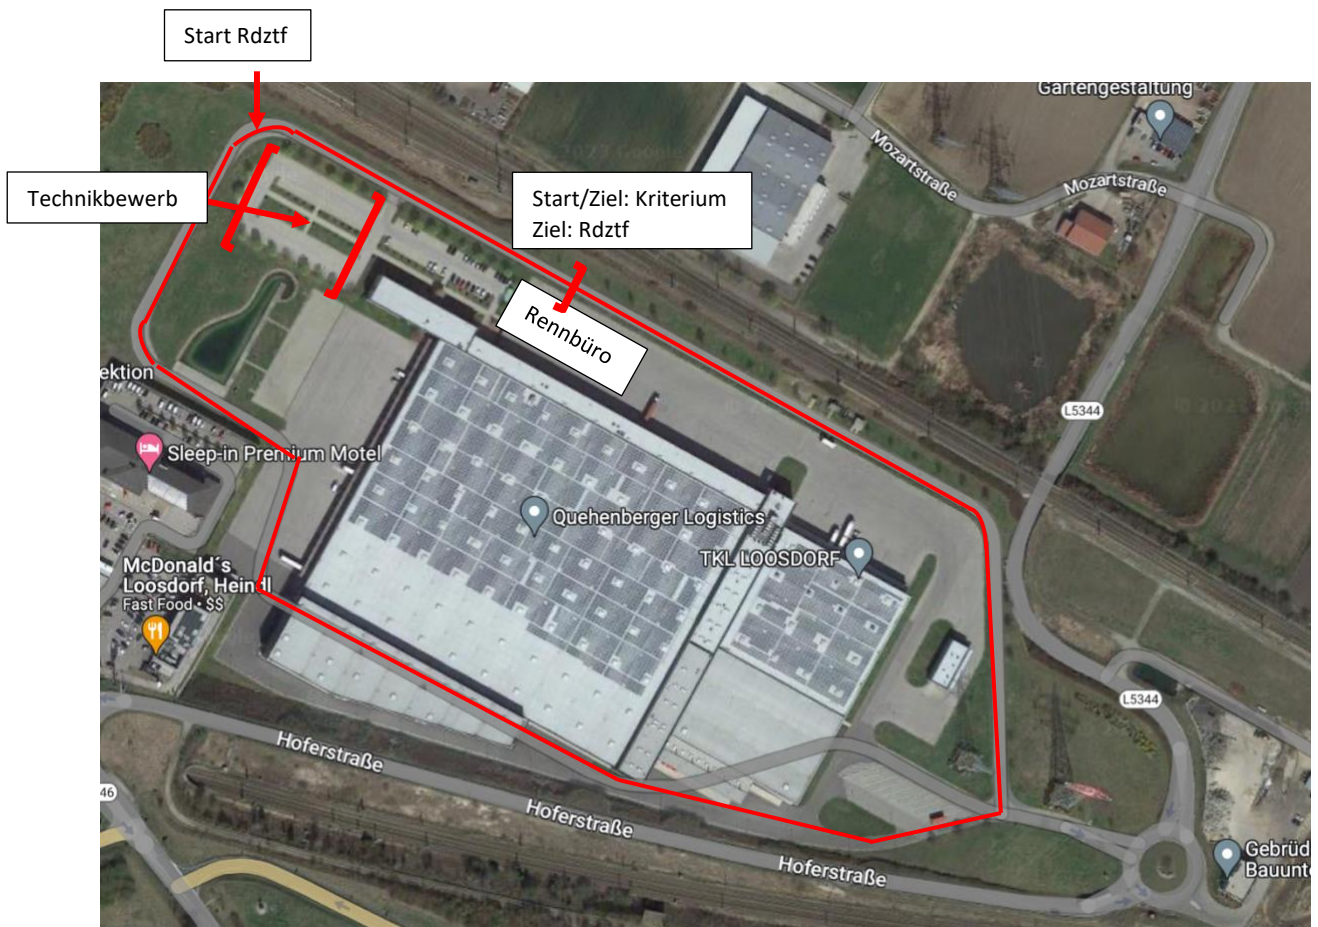 Start Rdztf
Gartengestaltung
Mozartstraße
Mozartstraße
Technikbewerb
Start/Ziel: Kriterium
Ziel: Rdztf
Rennbüro
ektion
L5344
Sleep-in Premium Motel
Quehenberger Logistics
TKL LOOSDORF
McDonald´s
Loosdorf, Heindl
Fast Food • $$
L5344
Hoferstraße
46
Hoferstraße
Hoferstraße
Gebrüd
Bauunt